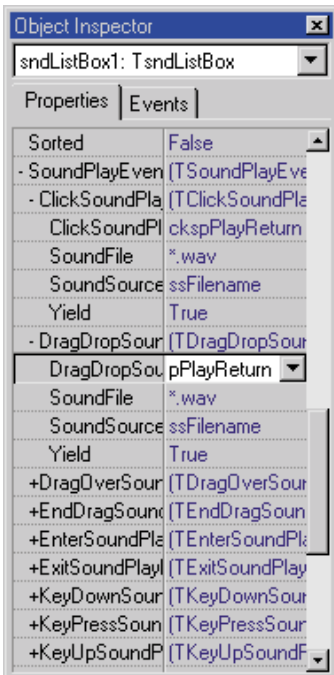 Object Inspector
sndListBox1: TsndListBox
Properties Events
Sorted False
- SoundPlayEven (TSoundPlayEve
- ClickSoundPla (TClickSoundPla
ClickSoundPl ckspPlayReturn
SoundFile *.wav
SoundSource ssFilename
Yield True
- DragDropSour (TDragDropSour
DragDropSou pPlayReturn
SoundFile *.wav
SoundSource ssFilename
Yield True
+DragOverSour (TDragOverSour
+EndDragSound (TEndDragSoun
+EnterSoundPla (TEnterSoundPla
+ExitSoundPlayl (TExitSoundPlay
+KeyDownSour (TKeyDownSour
+KeyPressSoun (TKeyPressSour
+KeyUpSoundP (TKeyUpSoundF